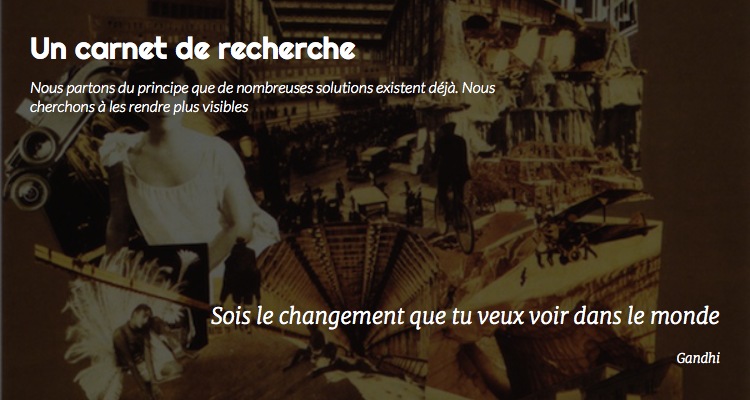 Un carnet de recherche
Nous partons du principe que de nombreuses solutions existent déjà. Nous
cherchons à les rendre plus visibles
Sois le changement que tu veux voir dans le monde
Gandhi